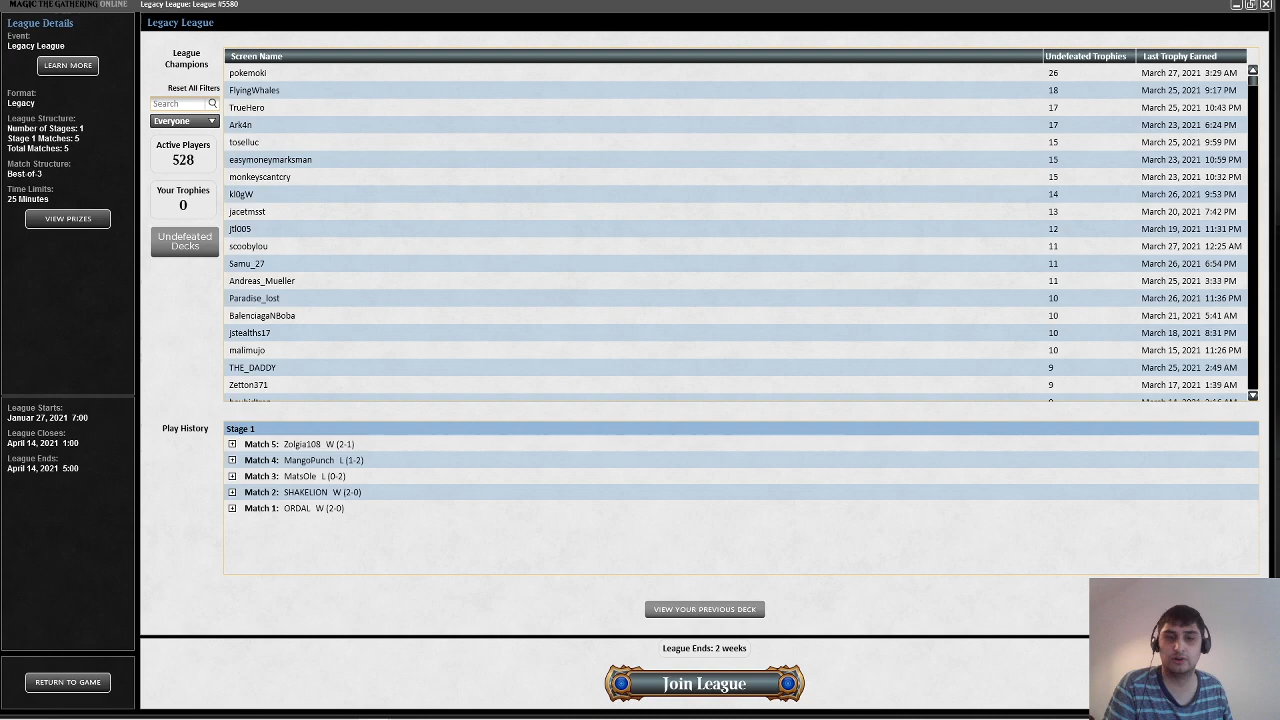 MAGIC THE GATHERING ONLINE
Legacy League: League #5580
League Details
Event:
Legacy League
LEARN MORE
Format:
Legacy
League Structure:
Number of Stages: 1
Stage 1 Matches: 5
Total Matches: 5
Match Structure:
Best-of-3
Time Limits:
25 Minutes
VIEW PRIZES
League Starts:
Januar 27, 2021 7:00
League Closes:
April 14, 2021 1:00
League Ends:
April 14, 2021 5:00
RETURN TO GAME
Legacy League
League
Champions
Reset All Filters
Search
Everyone
Active Players
528
Your Trophies
0
Undefeated
Decks
Screen Name Undefeated Trophies Last Trophy Earned
pokemoki 26 March 27, 2021 3:29 AM
FlyingWhales 18 March 25, 2021 9:17 PM
TrueHero 17 March 25, 2021 10:43 PM
Ark4n 17 March 23, 2021 6:24 PM
toselluc 15 March 25, 2021 9:59 PM
easymoneymarksman 15 March 23, 2021 10:59 PM
monkeyscantcry 15 March 23, 2021 10:32 PM
kl0gW 14 March 26, 2021 9:53 PM
jacetmsst 13 March 20, 2021 7:42 PM
jtl005 12 March 19, 2021 11:31 PM
scoobylou 11 March 27, 2021 12:25 AM
Samu_27 11 March 26, 2021 6:54 PM
Andreas_Mueller 11 March 25, 2021 3:33 PM
Paradise_lost 10 March 26, 2021 11:36 PM
BalenciagaNBoba 10 March 21, 2021 5:41 AM
jstealths17 10 March 18, 2021 8:31 PM
malimujo 10 March 15, 2021 11:26 PM
THE_DADDY 9 March 25, 2021 2:49 AM
Zetton371 9 March 17, 2021 1:39 AM
Play History
Stage 1
Match 5: Zolgia108 W (2-1)
Match 4: MangoPunch L (1-2)
Match 3: MatsOle L (0-2)
Match 2: SHAKELION W (2-0)
Match 1: ORDAL W (2-0)
VIEW YOUR PREVIOUS DECK
League Ends: 2 weeks
Join League